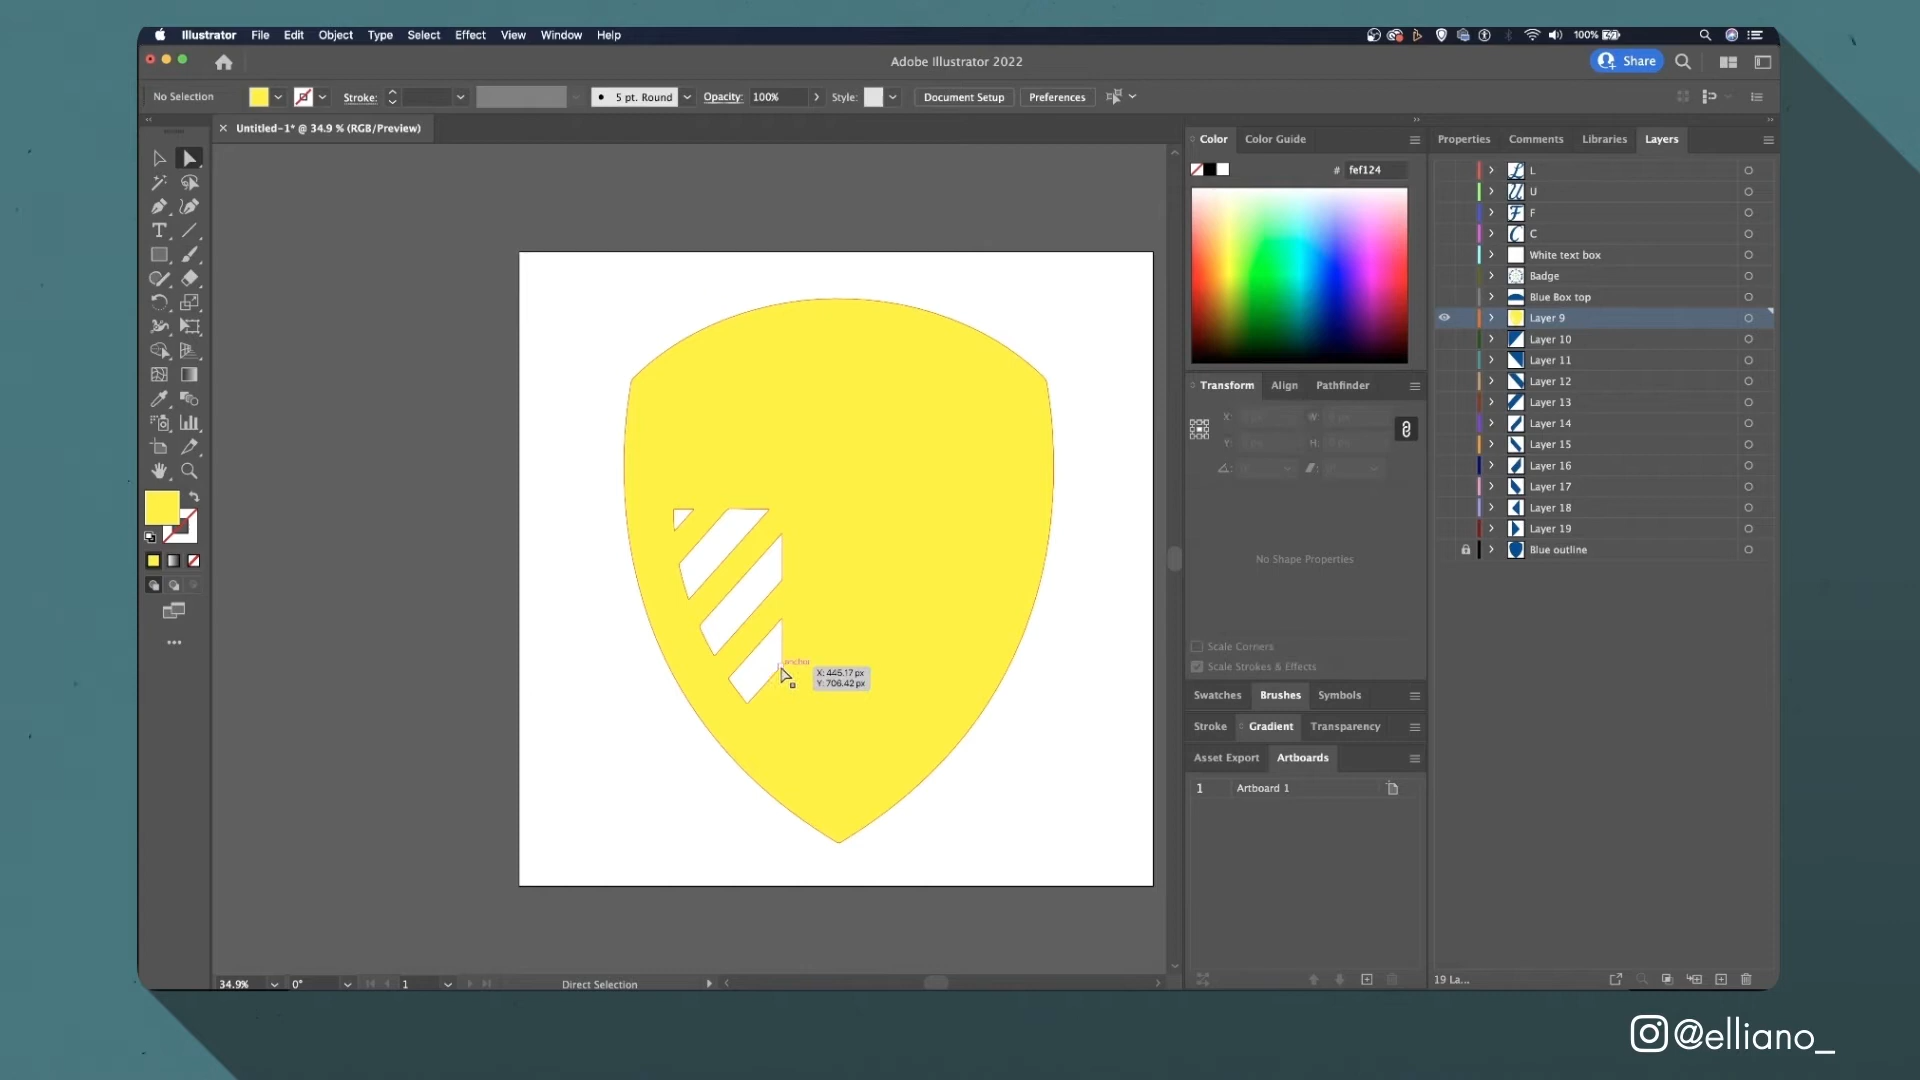 Illustrator File Edit Object Type Select Effect View Window Help 100%
Adobe Illustrator 2022 Share
No Selection Stroke: 5 pt. Round Opacity: 100% Style: Document Setup Preferences
Untitled-1* @ 34.9 % (RGB/Preview)
Color Color Guide
# fef124
Transform Align Pathfinder
X: W:
Y: H:
No Shape Properties
Scale Corners
Scale Strokes & Effects
Swatches Brushes Symbols
Stroke Gradient Transparency
Asset Export Artboards
1 Artboard 1
Properties Comments Libraries Layers
L
U
F
C
White text box
Badge
Blue Box top
Layer 9
Layer 10
Layer 11
Layer 12
Layer 13
Layer 14
Layer 15
Layer 16
Layer 17
Layer 18
Layer 19
Blue outline
19 La...
anchor
X: 445.17 px
Y: 706.42 px
34.9% 0° 1 Direct Selection
@elliano_